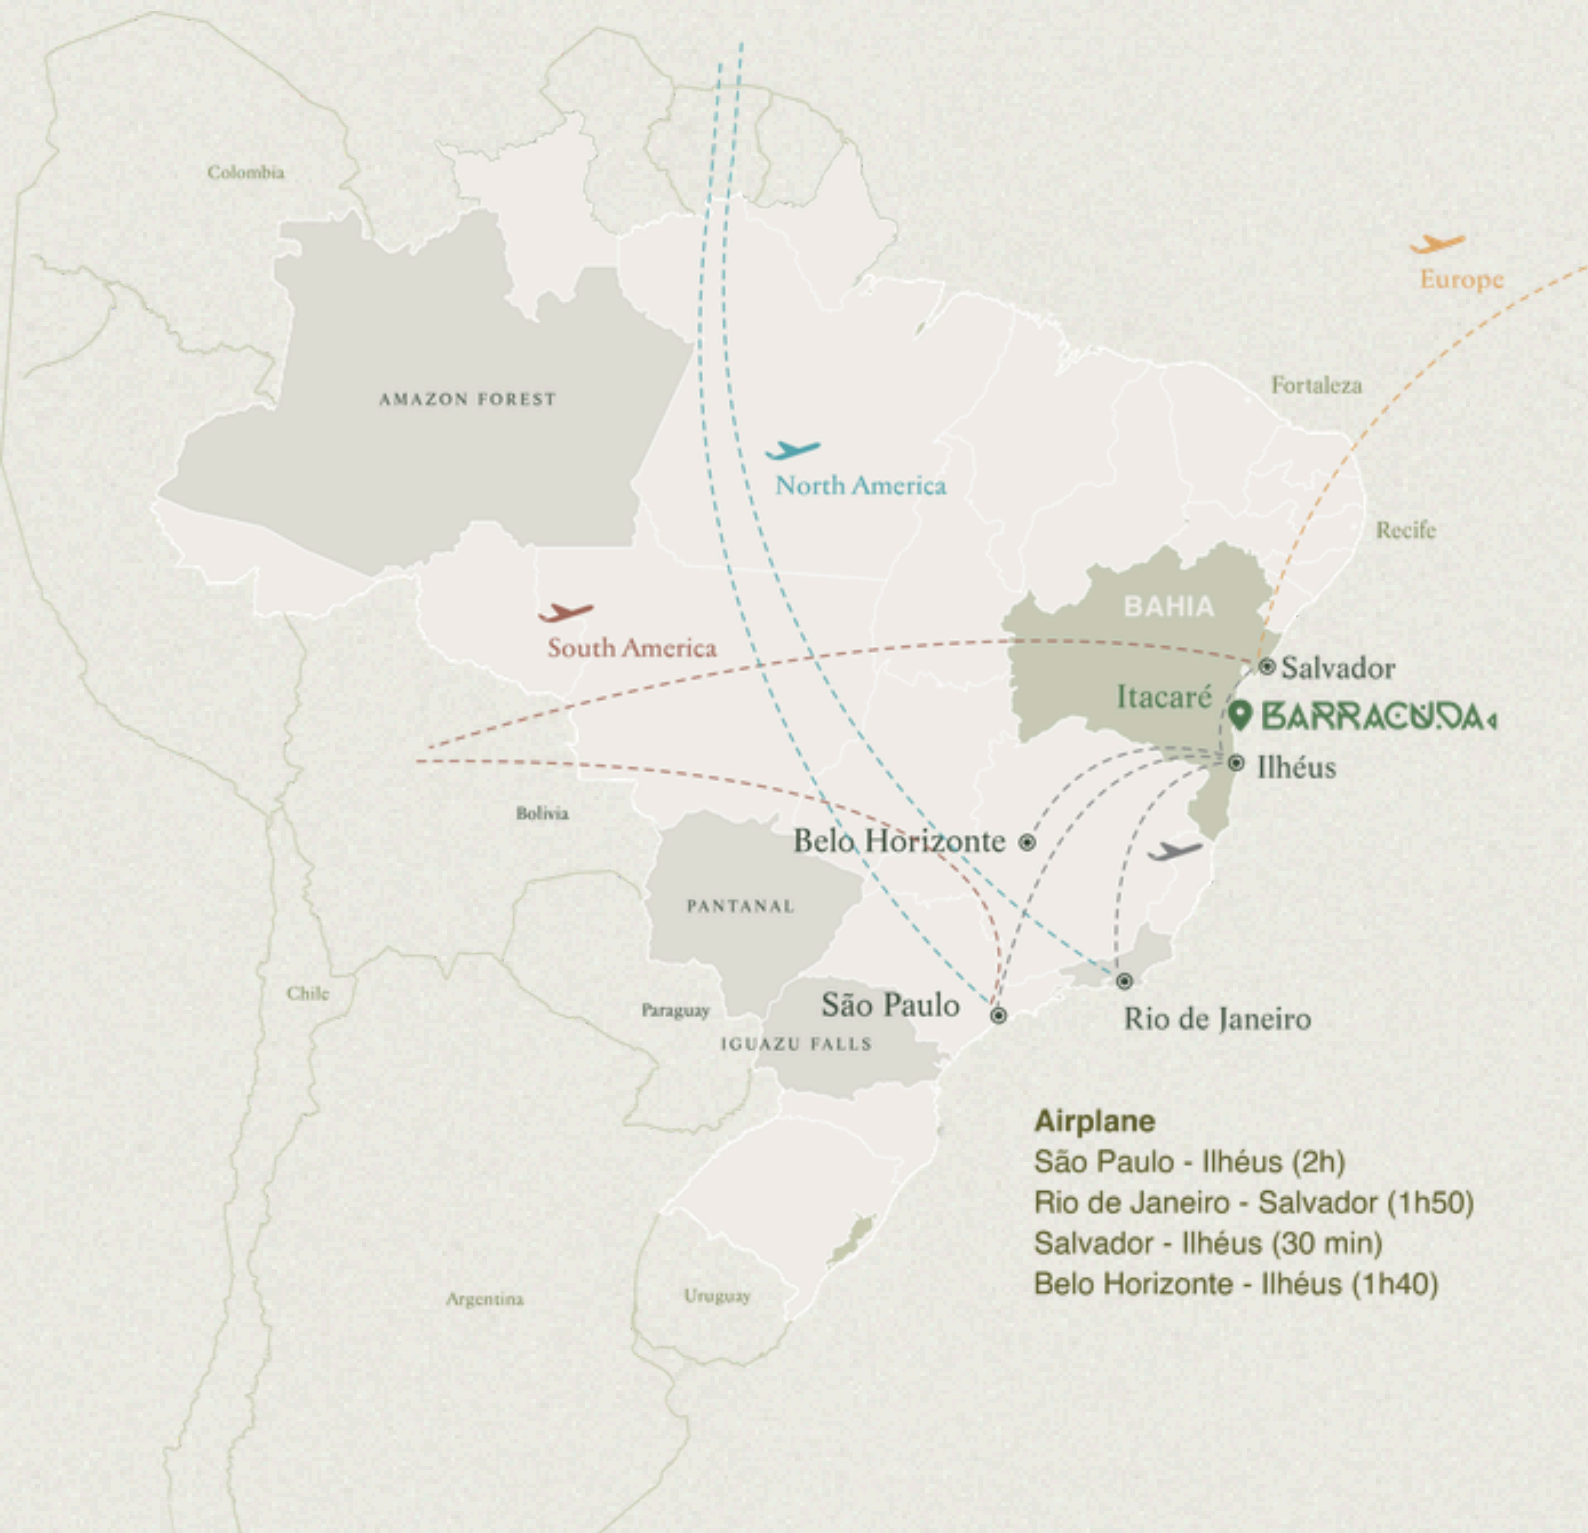 Colombia
Europe
Fortaleza
AMAZON FOREST
North America
Recife
BAHIA
South America
Salvador
Itacaré
BARRACUDA
Ilhéus
Bolivia
Belo Horizonte
PANTANAL
Chile
Paraguay
São Paulo
Rio de Janeiro
IGUAZU FALLS
Airplane
São Paulo - Ilhéus (2h)
Rio de Janeiro - Salvador (1h50)
Salvador - Ilhéus (30 min)
Belo Horizonte - Ilhéus (1h40)
Argentina
Uruguay